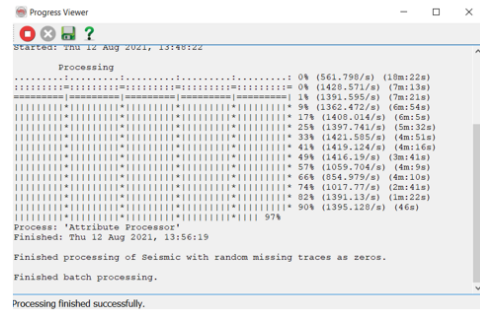 Progress Viewer
Started: Thu 12 Aug 2021, 13:48:22
Processing
.........:.........:.........:.........:.........: 0% (561.798/s) (18m:22s)
:::::::::=:::::::::=:::::::::=:::::::::=:::::::::= 0% (1428.571/s) (7m:13s)
=========|=========|=========|=========|=========| 1% (1391.595/s) (7m:21s)
|||||||||*|||||||||*|||||||||*|||||||||*|||||||||* 9% (1362.472/s) (6m:54s)
|||||||||*|||||||||*|||||||||*|||||||||*|||||||||* 17% (1408.014/s) (6m:5s)
|||||||||*|||||||||*|||||||||*|||||||||*|||||||||* 25% (1397.741/s) (5m:32s)
|||||||||*|||||||||*|||||||||*|||||||||*|||||||||* 33% (1421.585/s) (4m:51s)
|||||||||*|||||||||*|||||||||*|||||||||*|||||||||* 41% (1419.124/s) (4m:16s)
|||||||||*|||||||||*|||||||||*|||||||||*|||||||||* 49% (1416.19/s) (3m:41s)
|||||||||*|||||||||*|||||||||*|||||||||*|||||||||* 57% (1059.704/s) (4m:9s)
|||||||||*|||||||||*|||||||||*|||||||||*|||||||||* 66% (854.979/s) (4m:10s)
|||||||||*|||||||||*|||||||||*|||||||||*|||||||||* 74% (1017.77/s) (2m:41s)
|||||||||*|||||||||*|||||||||*|||||||||*|||||||||* 82% (1391.13/s) (1m:22s)
|||||||||*|||||||||*|||||||||*|||||||||*|||||||||* 90% (1395.128/s) (46s)
|||||||||*|||||||||*|||||||||*|||||||||*|||| 97%
Process: 'Attribute Processor'
Finished: Thu 12 Aug 2021, 13:56:19
Finished processing of Seismic with random missing traces as zeros.
Finished batch processing.
Processing finished successfully.